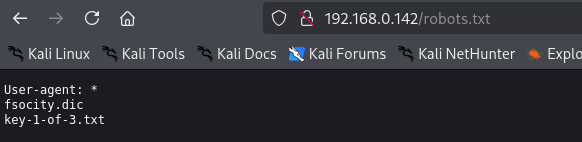 192.168.0.142/robots.txt
Kali Linux Kali Tools Kali Docs Kali Forums Kali NetHunter Explo
User-agent: *
fsocity.dic
key-1-of-3.txt